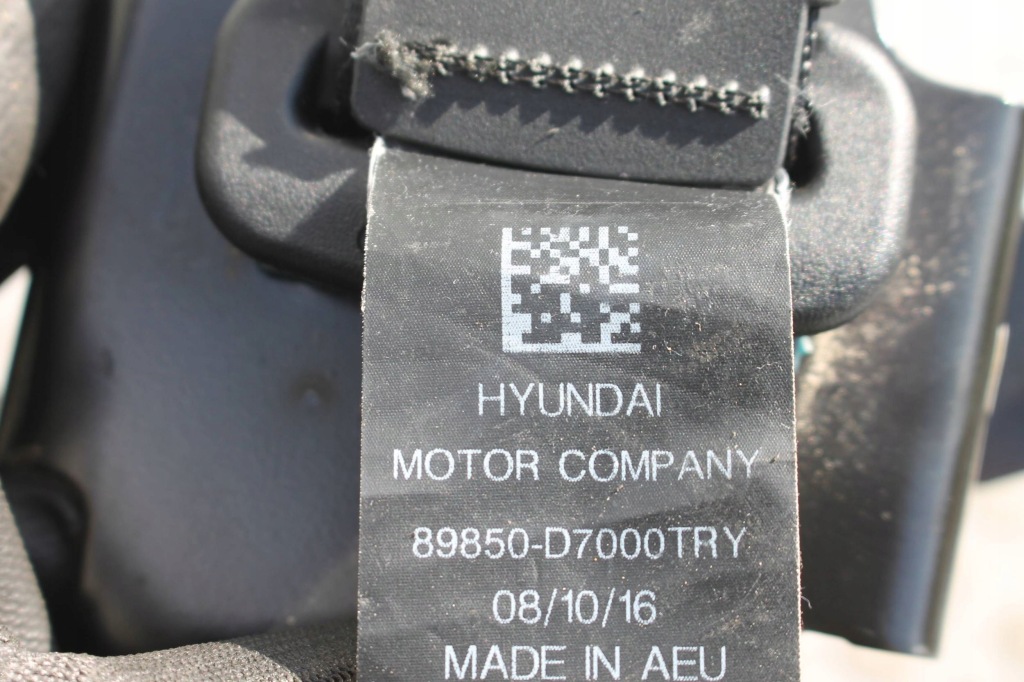 HYUNDAI
MOTOR COMPANY
89850-D7000TRY
08/10/16
MADE IN AEU